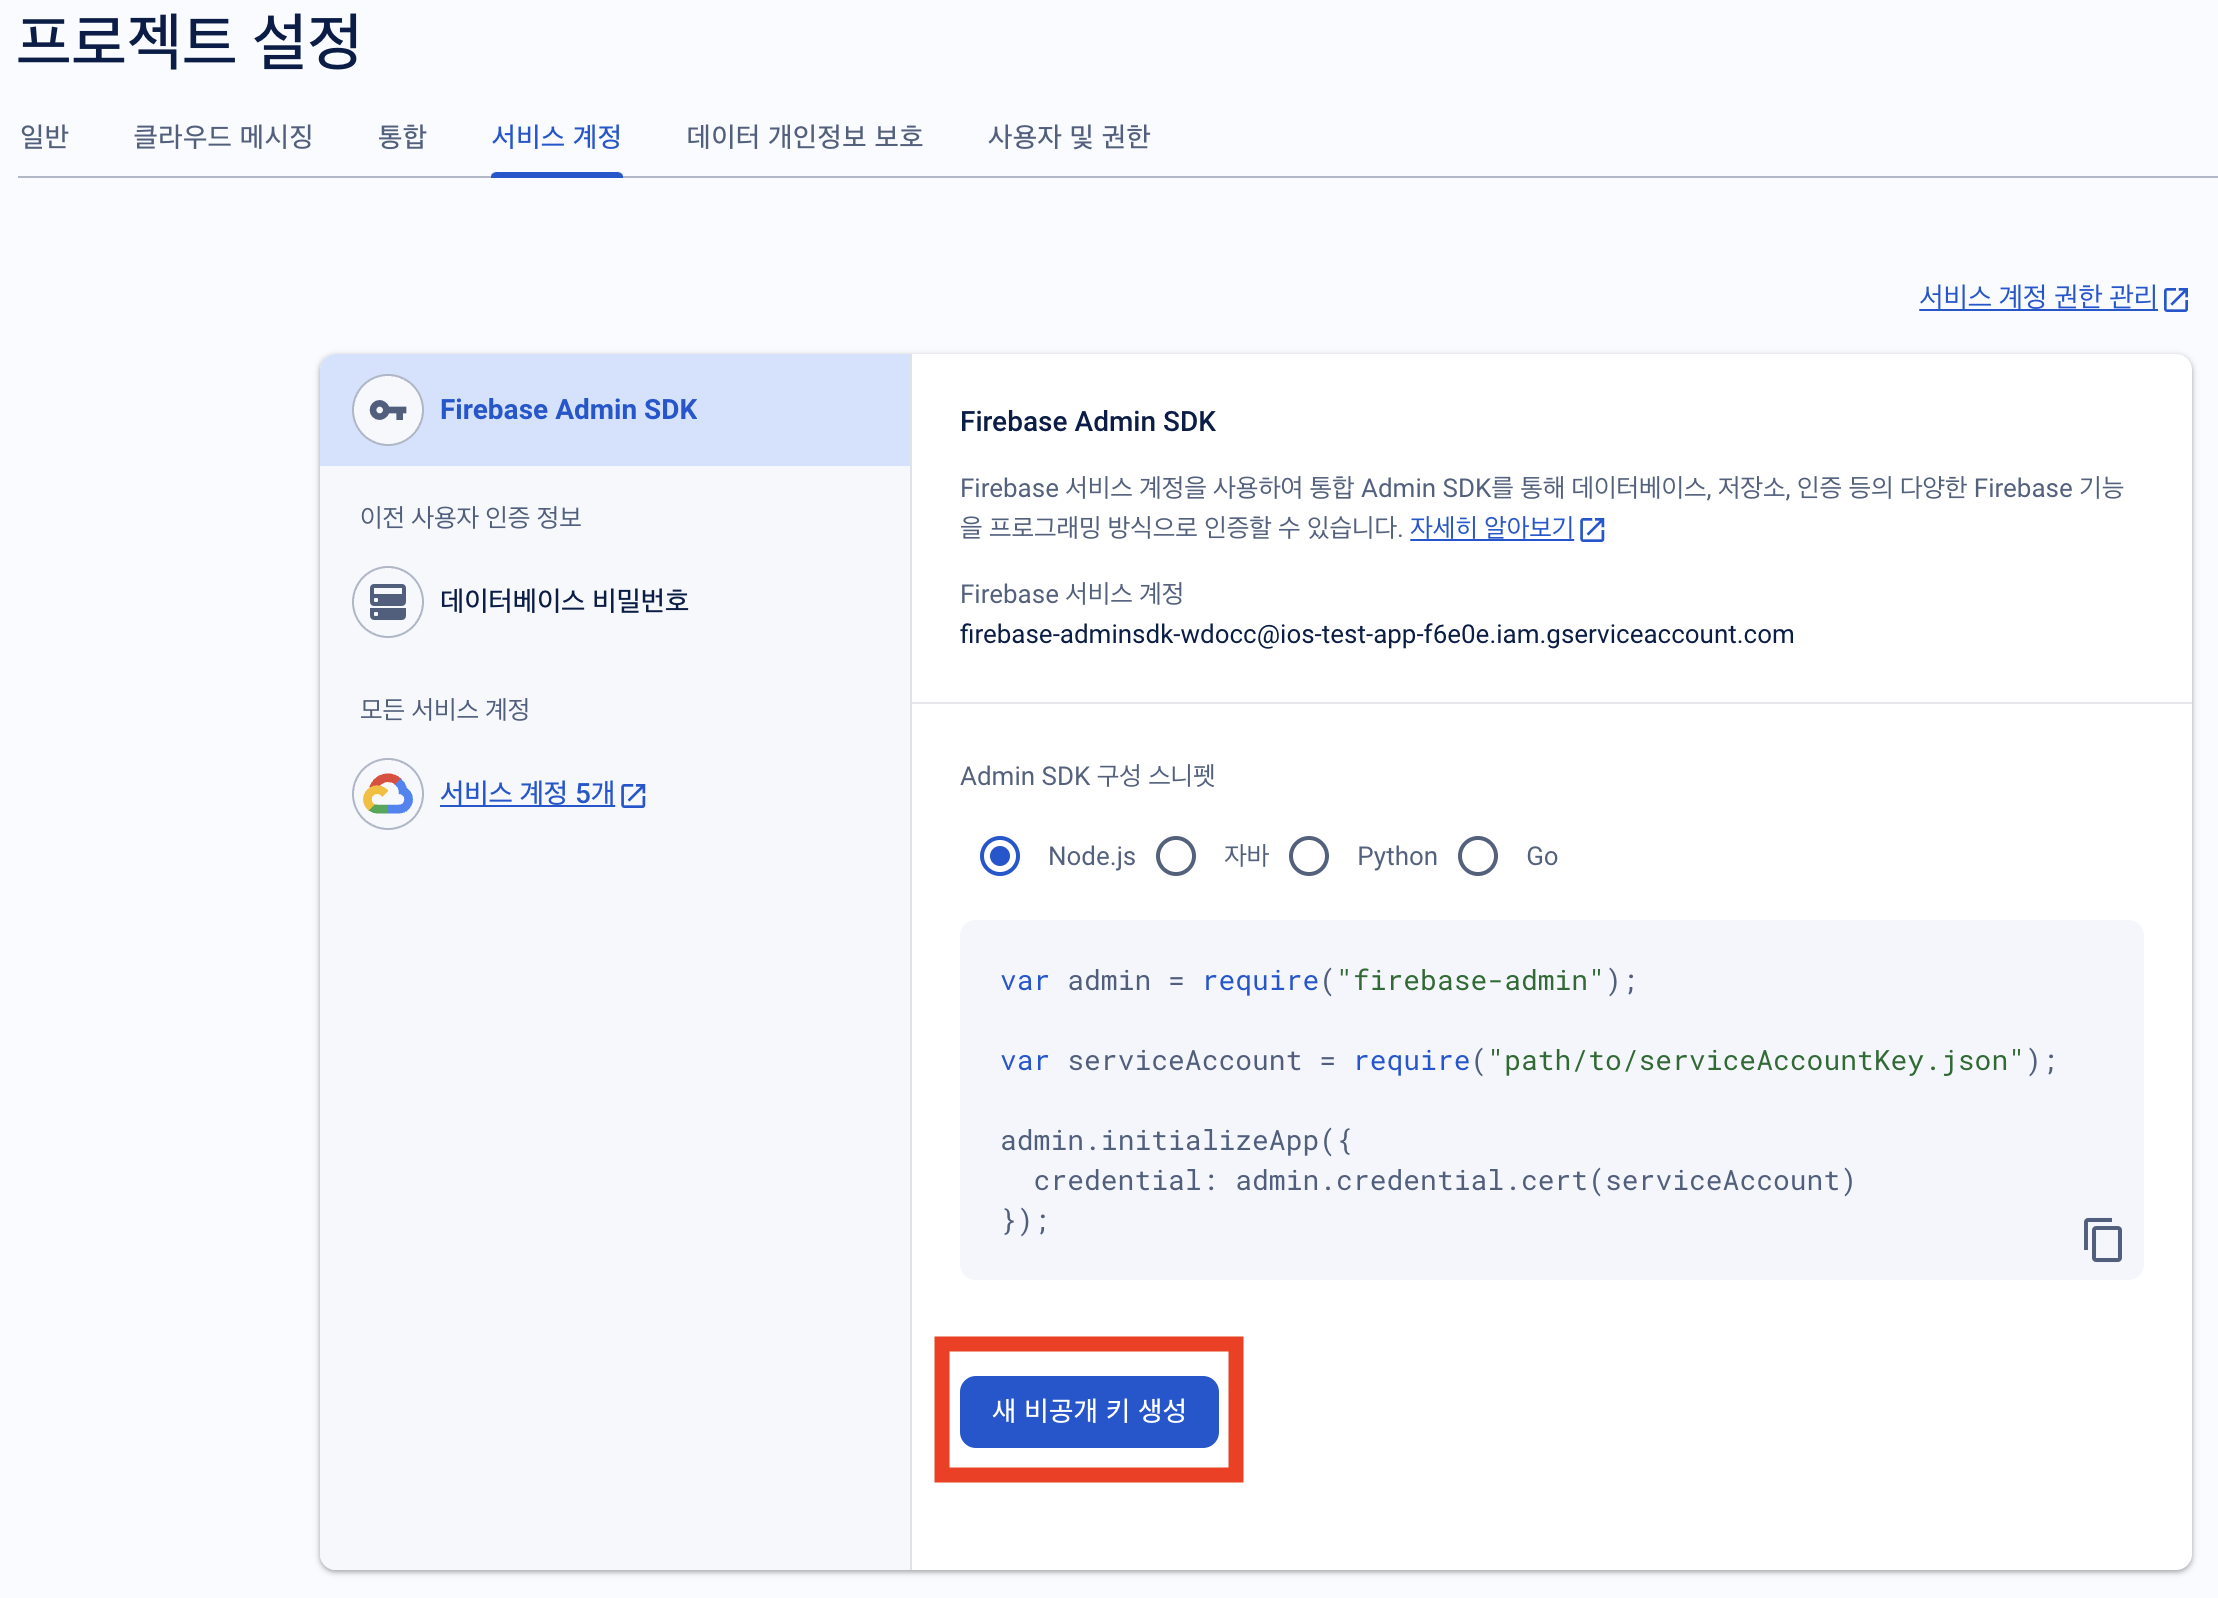 프로젝트 설정
일반 클라우드 메시징 통합 서비스 계정 데이터 개인정보 보호 사용자 및 권한
서비스 계정 권한 관리
Firebase Admin SDK
이전 사용자 인증 정보
데이터베이스 비밀번호
모든 서비스 계정
서비스 계정 5개
Firebase Admin SDK
Firebase 서비스 계정을 사용하여 통합 Admin SDK를 통해 데이터베이스, 저장소, 인증 등의 다양한 Firebase 기능
을 프로그래밍 방식으로 인증할 수 있습니다. 자세히 알아보기
Firebase 서비스 계정
firebase-adminsdk-wdocc@ios-test-app-f6e0e.iam.gserviceaccount.com
Admin SDK 구성 스니펫
Node.js 자바 Python Go
var admin = require("firebase-admin");
var serviceAccount = require("path/to/serviceAccountKey.json");
admin.initializeApp({
  credential: admin.credential.cert(serviceAccount)
});
새 비공개 키 생성